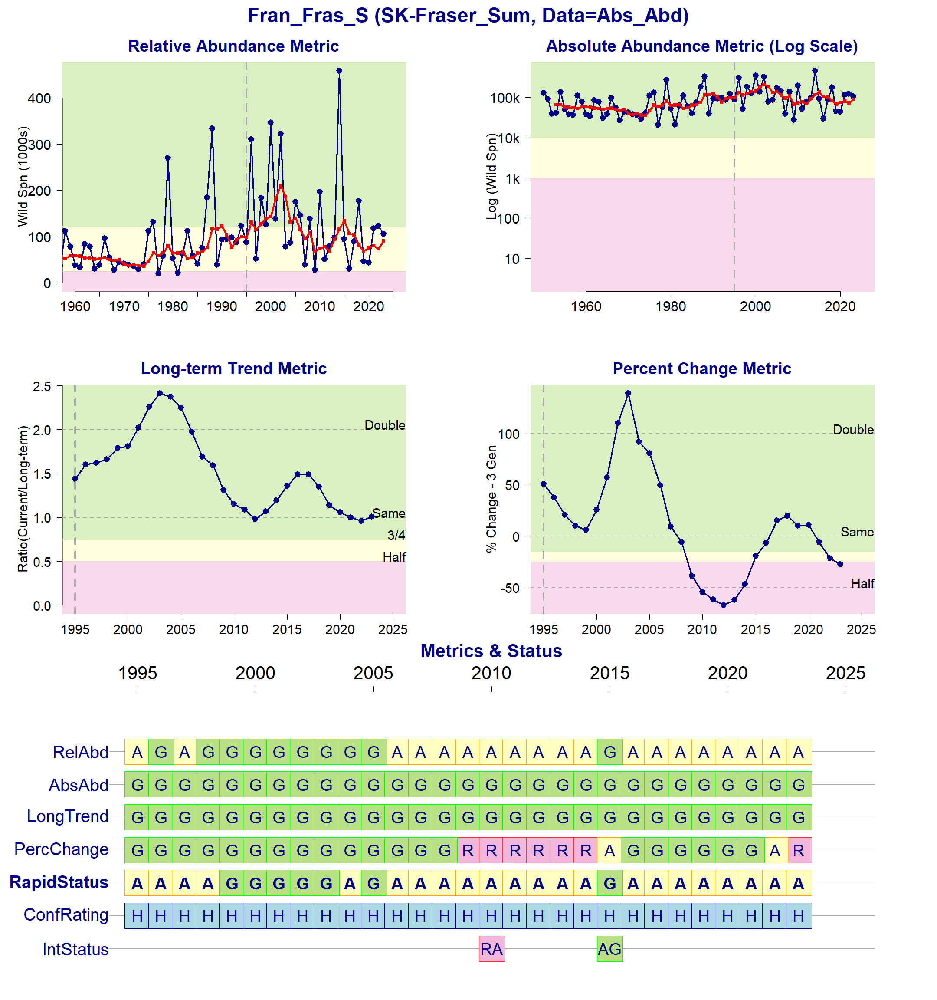 Fran_Fras_S (SK-Fraser_Sum, Data=Abs_Abd)
Relative Abundance Metric
Wild Spn (1000s)
400
300
200
100
0
1960 1970 1980 1990 2000 2010 2020
Absolute Abundance Metric (Log Scale)
Log (Wild Spn)
100k
10k
1k
100
10
1960 1980 2000 2020
Long-term Trend Metric
Ratio(Current/Long-term)
2.5
2.0
1.5
1.0
0.5
0.0
Double
Same
3/4
Half
1995 2000 2005 2010 2015 2020 2025
Percent Change Metric
% Change - 3 Gen
100
50
0
-50
Double
Same
Half
1995 2000 2005 2010 2015 2020 2025
Metrics & Status
1995 2000 2005 2010 2015 2020 2025
RelAbd A G A G G G G G G G G A A A A A A A A A G A A A A A A A A
AbsAbd G G G G G G G G G G G G G G G G G G G G G G G G G G G G G
LongTrend G G G G G G G G G G G G G G G G G G G G G G G G G G G G G
PercChange G G G G G G G G G G G G G G R R R R R R A G G G G G G A R
RapidStatus A A A A G G G G G A G A A A A A A A A A G A A A A A A A A
ConfRating H H H H H H H H H H H H H H H H H H H H H H H H H H H H H
IntStatus RA AG